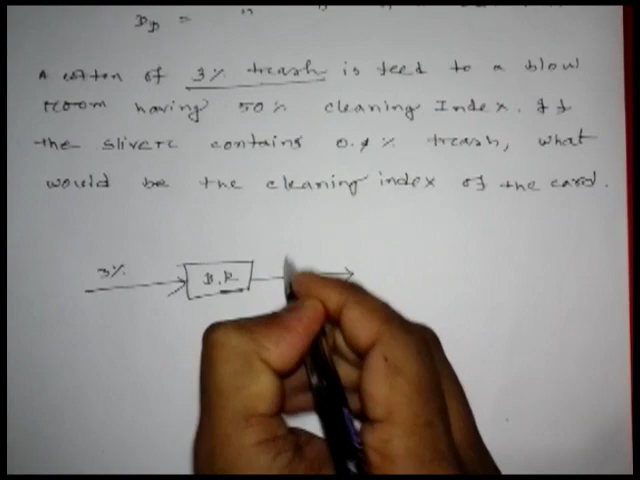 B_D = " " "
A cotton of 3% trash is feed to a blow
room having 50% cleaning Index. If
the sliver contains 0.1% trash, what
would be the cleaning index of the card.
3% B.R